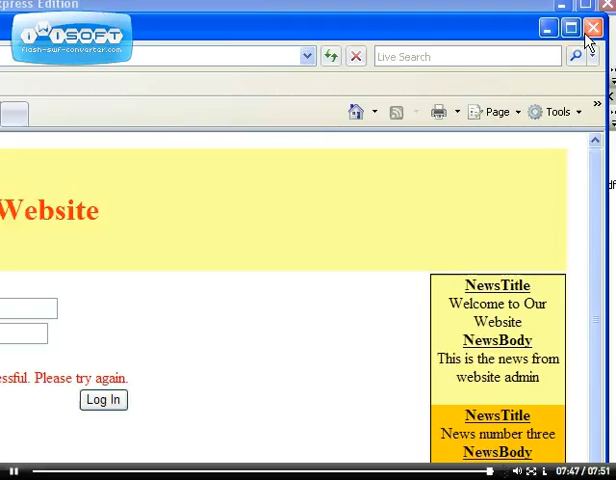 xpress Edition
iWiSOFT
flash-swf-converter.com
Live Search
Page
Tools
Website
NewsTitle
Welcome to Our
Website
NewsBody
This is the news from
website admin
ssful. Please try again.
Log In
NewsTitle
News number three
NewsBody
07:47 / 07:51